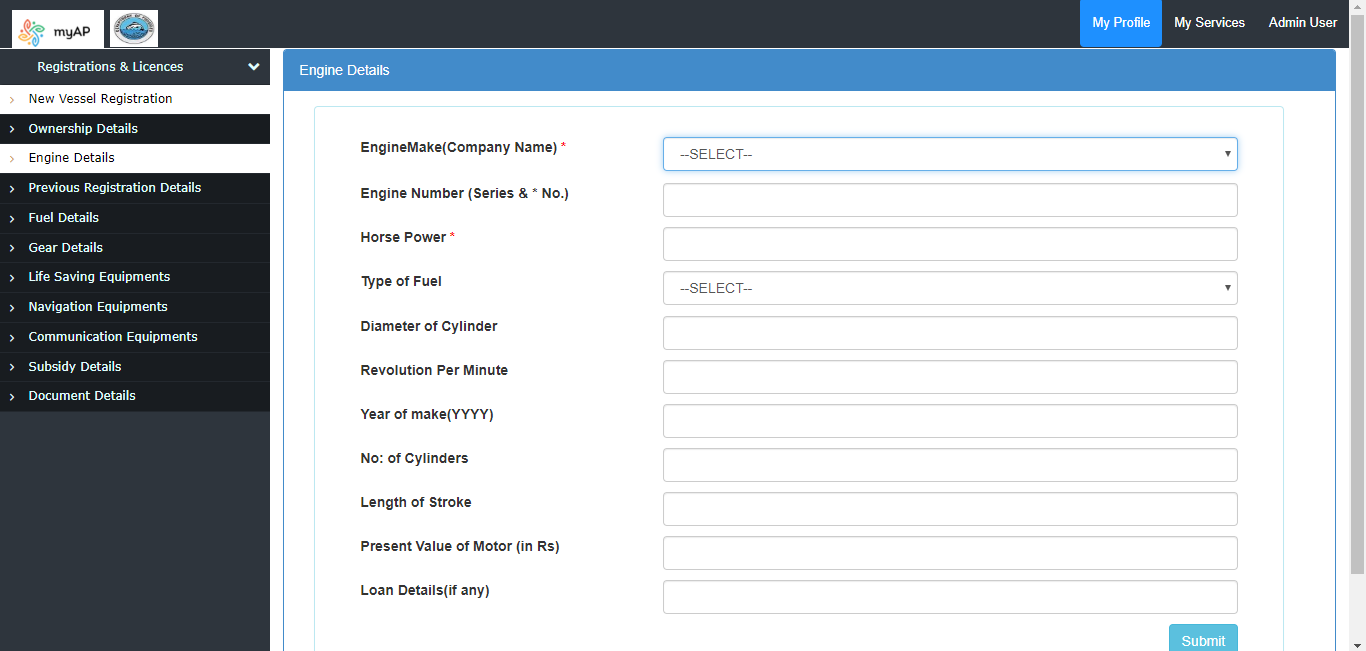 myAP
My Profile
My Services
Admin User
Registrations & Licences
New Vessel Registration
Ownership Details
Engine Details
Previous Registration Details
Fuel Details
Gear Details
Life Saving Equipments
Navigation Equipments
Communication Equipments
Subsidy Details
Document Details
Engine Details
EngineMake(Company Name) *
--SELECT--
Engine Number (Series & * No.)
Horse Power *
Type of Fuel
--SELECT--
Diameter of Cylinder
Revolution Per Minute
Year of make(YYYY)
No: of Cylinders
Length of Stroke
Present Value of Motor (in Rs)
Loan Details(if any)
Submit